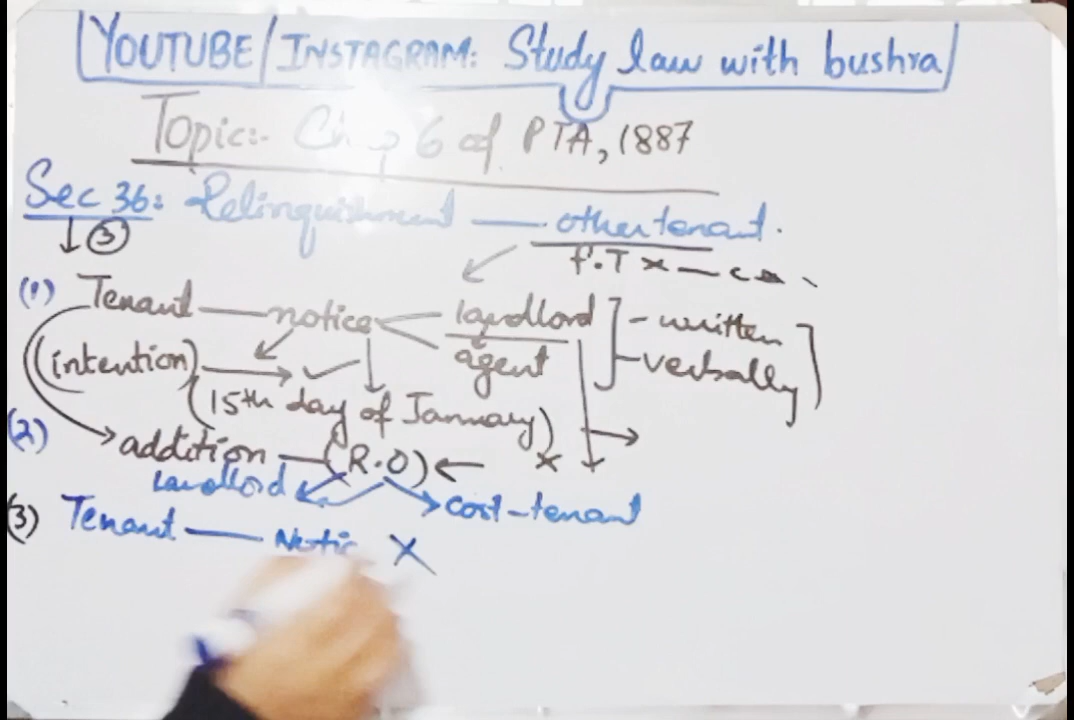 YOUTUBE/INSTAGRAM: Study law with bushra
Topic:- Chap 6 of PTA, 1887
Sec 36: Relinquishment — other tenant.
↓ ③ F.T x —
(1) Tenant — notice landlord - written
(intention) → ✓ agent - verbally
(15th day of January)
(2) → addition — (R.O) ← x
landlord cost-tenant
(3) Tenant — Notic X